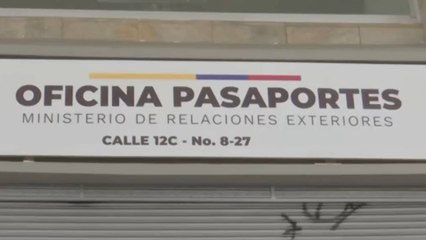 OFICINA PASAPORTES
MINISTERIO DE RELACIONES EXTERIORES
CALLE 12C - No. 8-27